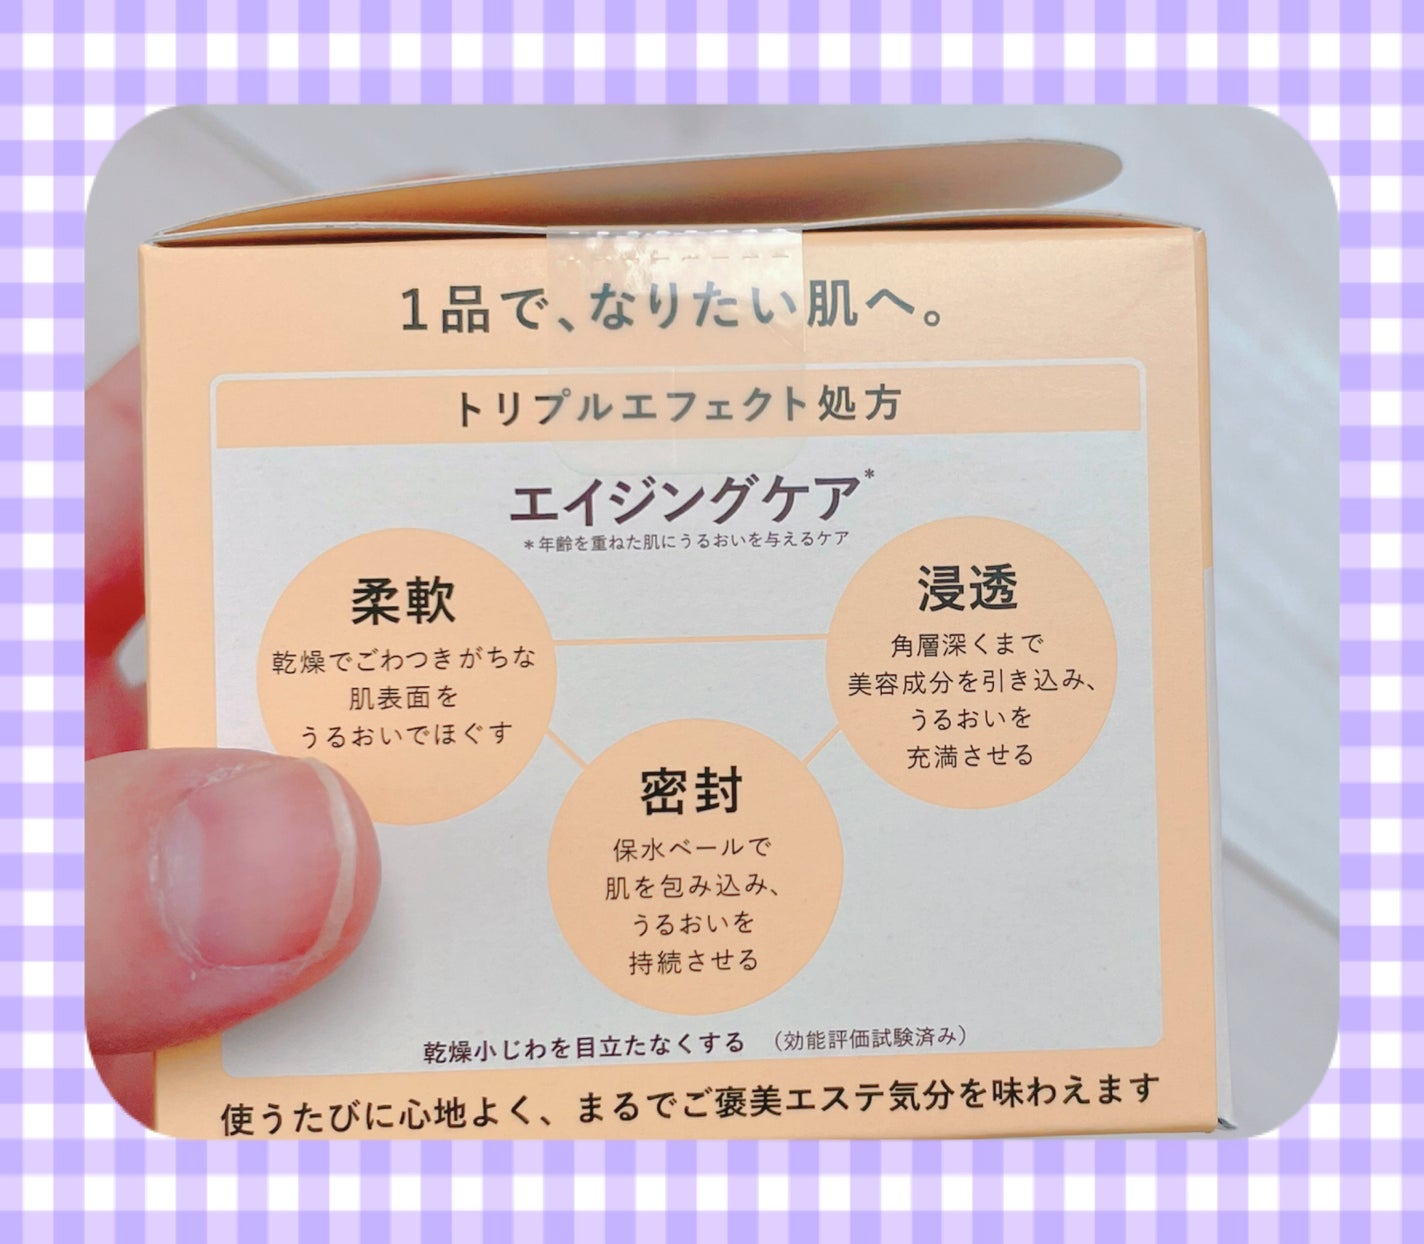 1品で、なりたい肌へ。
トリプルエフェクト処方
エイジングケア*
*年齢を重ねた肌にうるおいを与えるケア
柔軟
乾燥でごわつきがちな
肌表面を
うるおいでほぐす
浸透
角層深くまで
美容成分を引き込み、
うるおいを
充満させる
密封
保水ベールで
肌を包み込み、
うるおいを
持続させる
乾燥小じわを目立たなくする （効能評価試験済み）
使うたびに心地よく、まるでご褒美エステ気分を味わえます